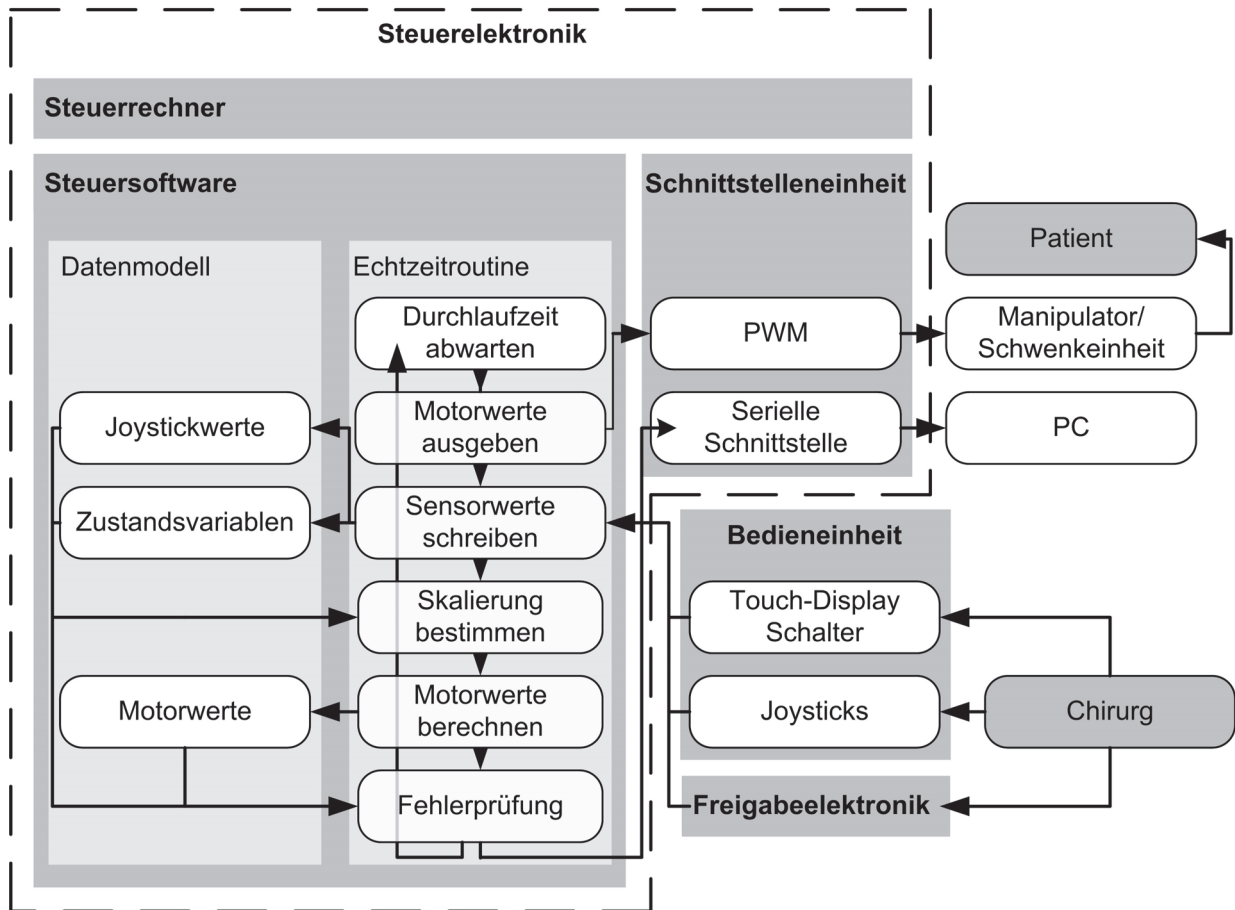 Steuerelektronik
Steuerrechner
Steuersoftware
Schnittstelleneinheit
Datenmodell
Echtzeitroutine
Durchlaufzeit
abwarten
Motorwerte
ausgeben
Sensorwerte
schreiben
Skalierung
bestimmen
Motorwerte
berechnen
Fehlerprüfung
Joystickwerte
Zustandsvariablen
Motorwerte
PWM
Serielle
Schnittstelle
Patient
Manipulator/
Schwenkeinheit
PC
Bedieneinheit
Touch-Display
Schalter
Joysticks
Freigabeelektronik
Chirurg